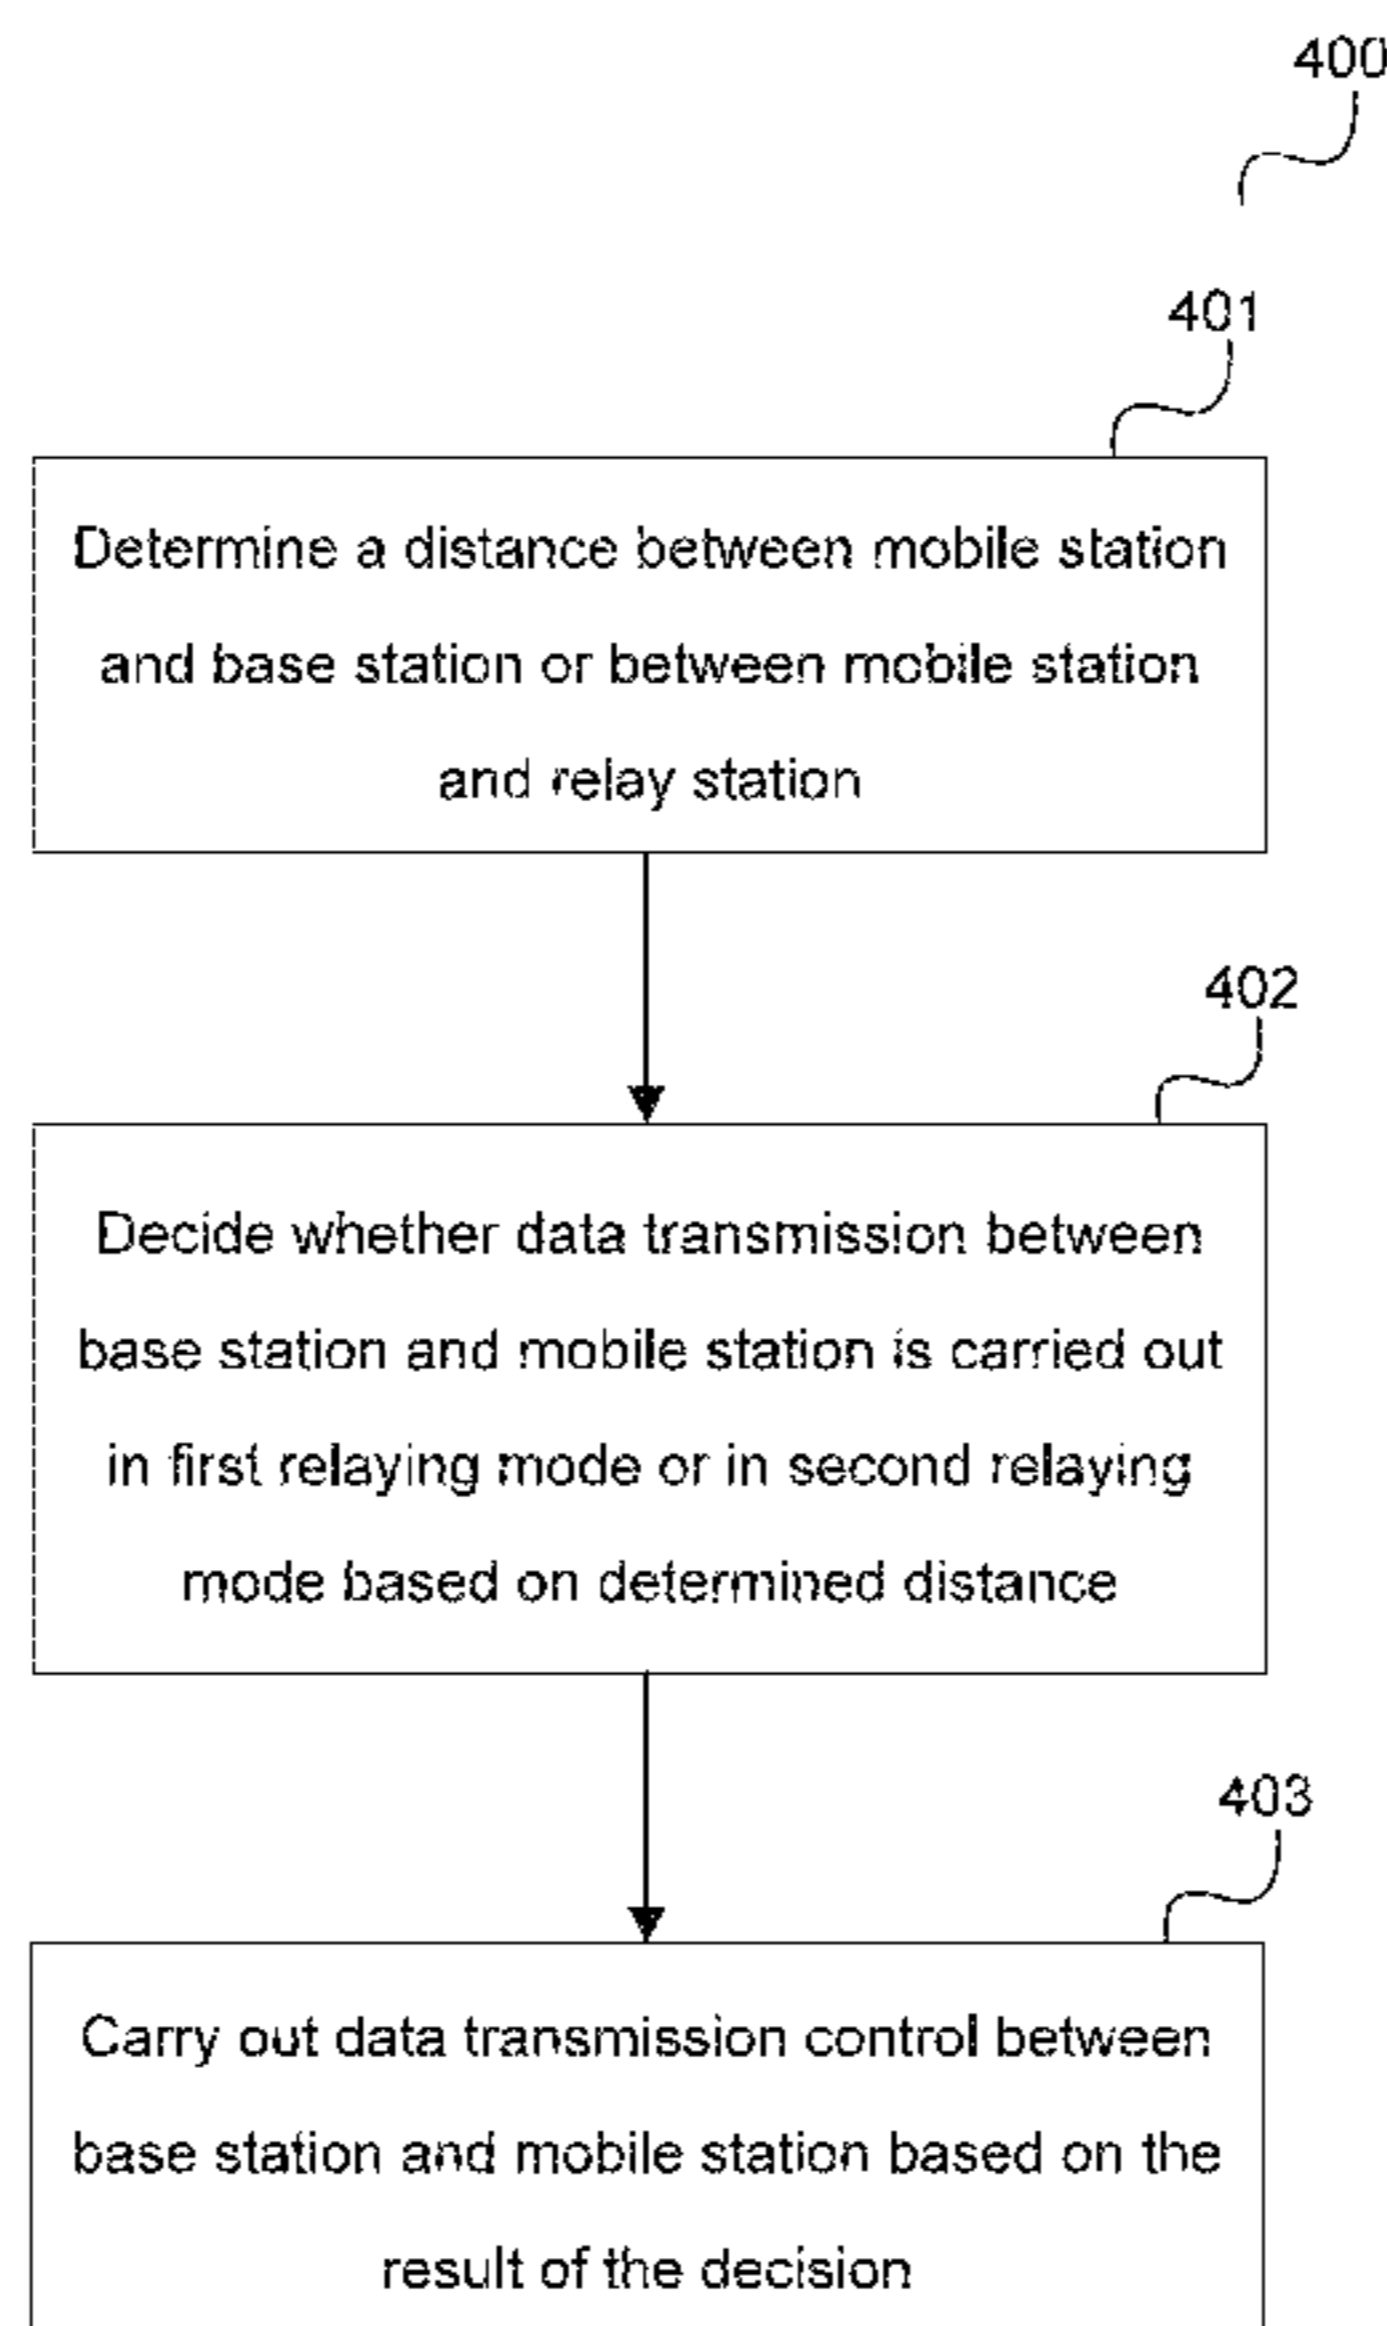 400
401
Determine a distance between mobile station
and base station or between mobile station
and relay station
402
Decide whether data transmission between
base station and mobile station is carried out
in first relaying mode or in second relaying
mode based on determined distance
403
Carry out data transmission control between
base station and mobile station based on the
result of the decision